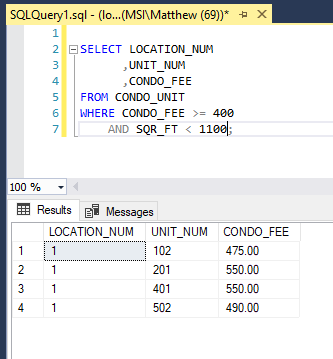 SQLQuery1.sql - (lo...(MSI\Matthew (69))*
1
2 SELECT LOCATION_NUM
3 ,UNIT_NUM
4 ,CONDO_FEE
5 FROM CONDO_UNIT
6 WHERE CONDO_FEE >= 400
7 AND SQR_FT < 1100;
100 %
Results Messages
LOCATION_NUM UNIT_NUM CONDO_FEE
1 1 102 475.00
2 1 201 550.00
3 1 401 550.00
4 1 502 490.00